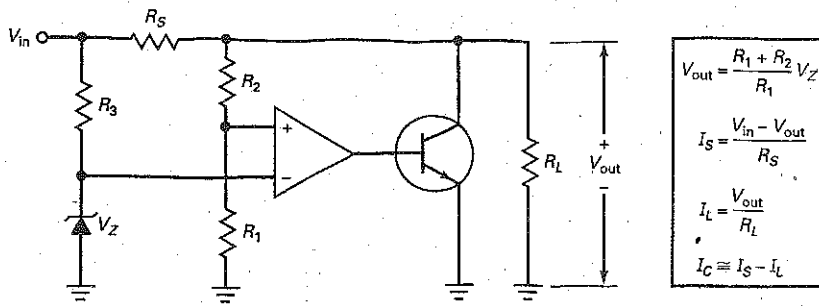 V_in
R_S
R_3
R_2
+
−
V_Z
R_1
R_L
+
V_out
−
V_out = (R_1 + R_2)/R_1 V_Z
I_S = (V_in − V_out)/R_S
I_L = V_out/R_L
I_C ≅ I_S − I_L